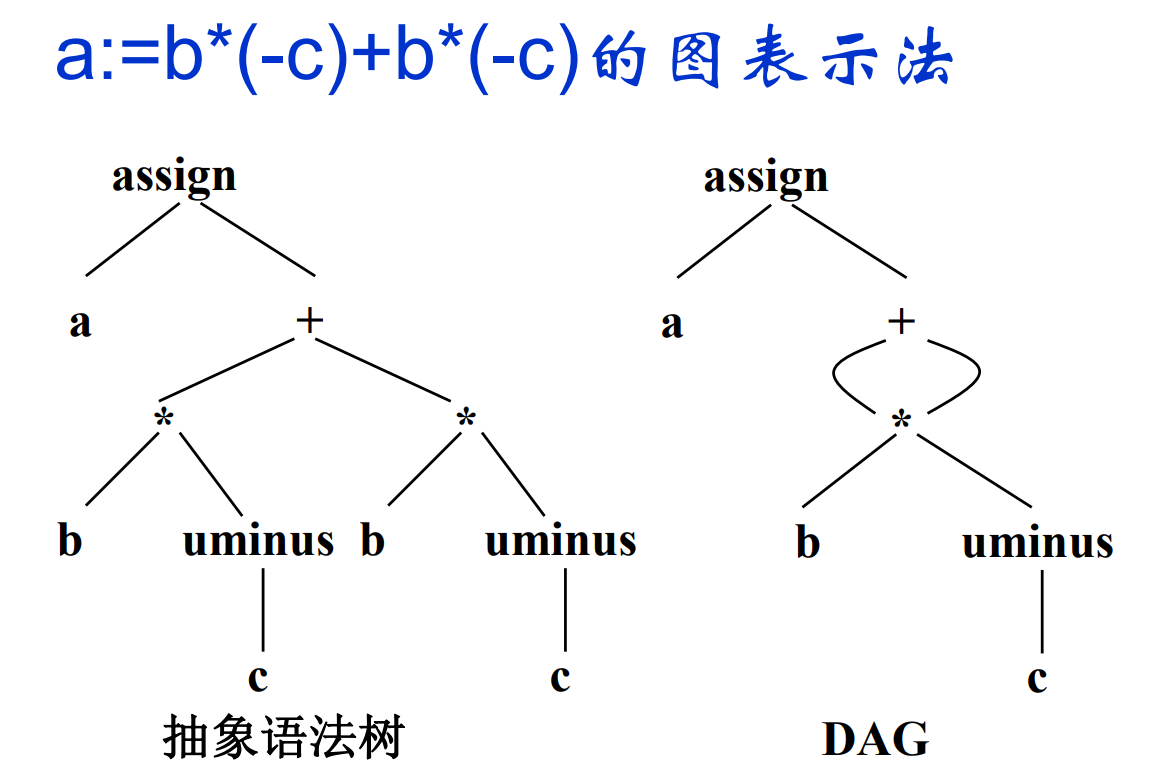 a:=b*(-c)+b*(-c)的图表示法
assign assign
a + a +
* * *
b uminus b uminus b uminus
c c c
抽象语法树 DAG